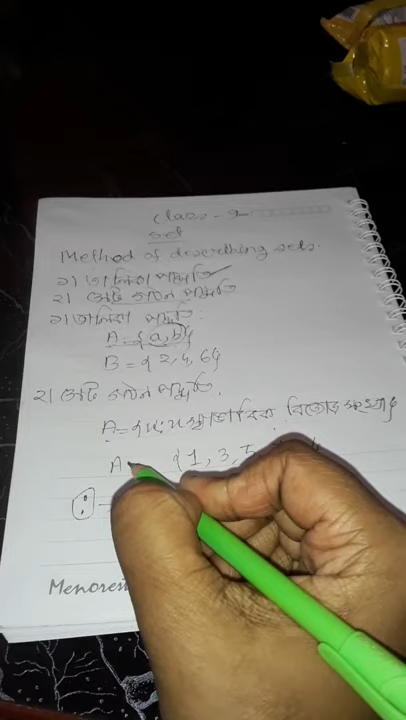 Class - 9
Set
Method of describing sets.
১) তালিকা পদ্ধতি
২) সেট গঠন পদ্ধতি
১) তালিকা পদ্ধতি:
A = {a, b}
B = {2, 4, 6}
২) সেট গঠন পদ্ধতি.
A = {x: x স্বাভাবিক বিজোড় সংখ্যা}
A {1, 3, 5,
: